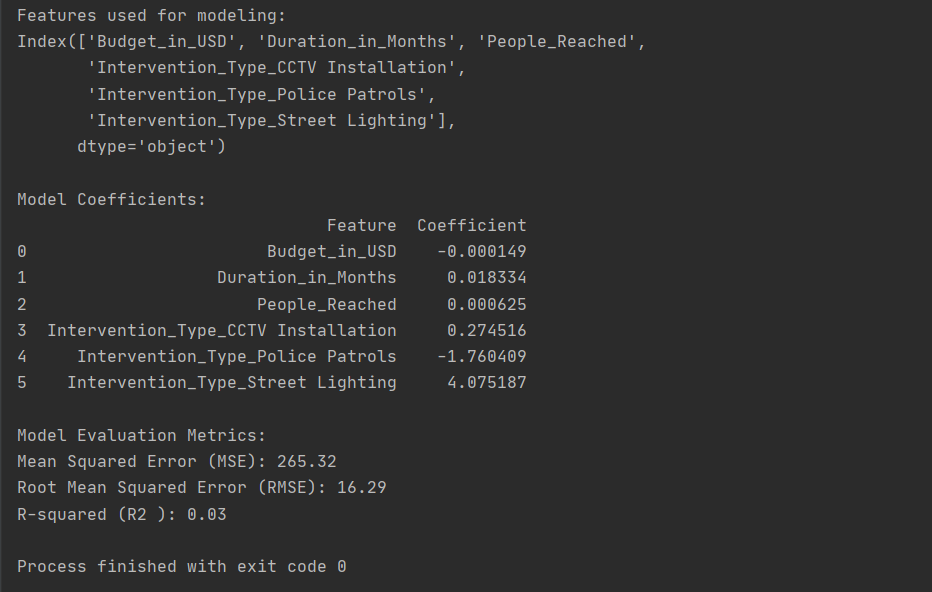 Features used for modeling:
Index(['Budget_in_USD', 'Duration_in_Months', 'People_Reached',
       'Intervention_Type_CCTV Installation',
       'Intervention_Type_Police Patrols',
       'Intervention_Type_Street Lighting'],
      dtype='object')

Model Coefficients:
                               Feature  Coefficient
0                        Budget_in_USD    -0.000149
1                   Duration_in_Months     0.018334
2                       People_Reached     0.000625
3  Intervention_Type_CCTV Installation     0.274516
4     Intervention_Type_Police Patrols    -1.760409
5    Intervention_Type_Street Lighting     4.075187

Model Evaluation Metrics:
Mean Squared Error (MSE): 265.32
Root Mean Squared Error (RMSE): 16.29
R-squared (R2 ): 0.03

Process finished with exit code 0